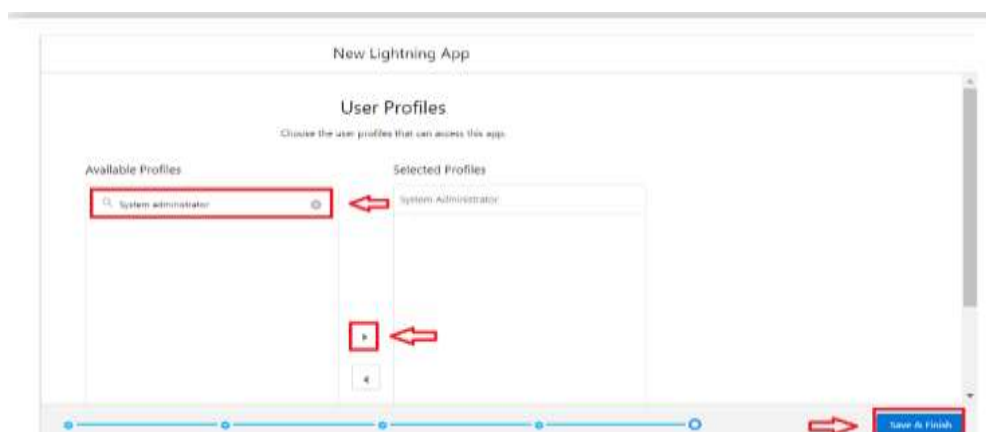 New Lightning App
User Profiles
Choose the user profiles that can access this app.
Available Profiles
Selected Profiles
System administrator
System Administrator
Save & Finish